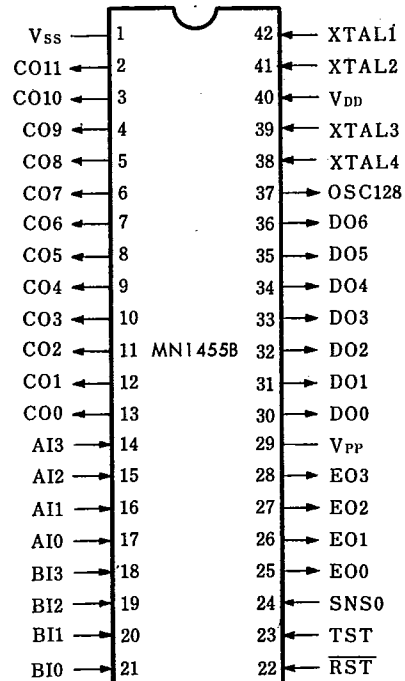 Vss 1 42 XTAL1
CO11 2 41 XTAL2
CO10 3 40 VDD
CO9 4 39 XTAL3
CO8 5 38 XTAL4
CO7 6 37 OSC128
CO6 7 36 DO6
CO5 8 35 DO5
CO4 9 34 DO4
CO3 10 33 DO3
CO2 11 MN1455B 32 DO2
CO1 12 31 DO1
CO0 13 30 DO0
AI3 14 29 VPP
AI2 15 28 EO3
AI1 16 27 EO2
AI0 17 26 EO1
BI3 18 25 EO0
BI2 19 24 SNS0
BI1 20 23 TST
BI0 21 22 R̅S̅T̅